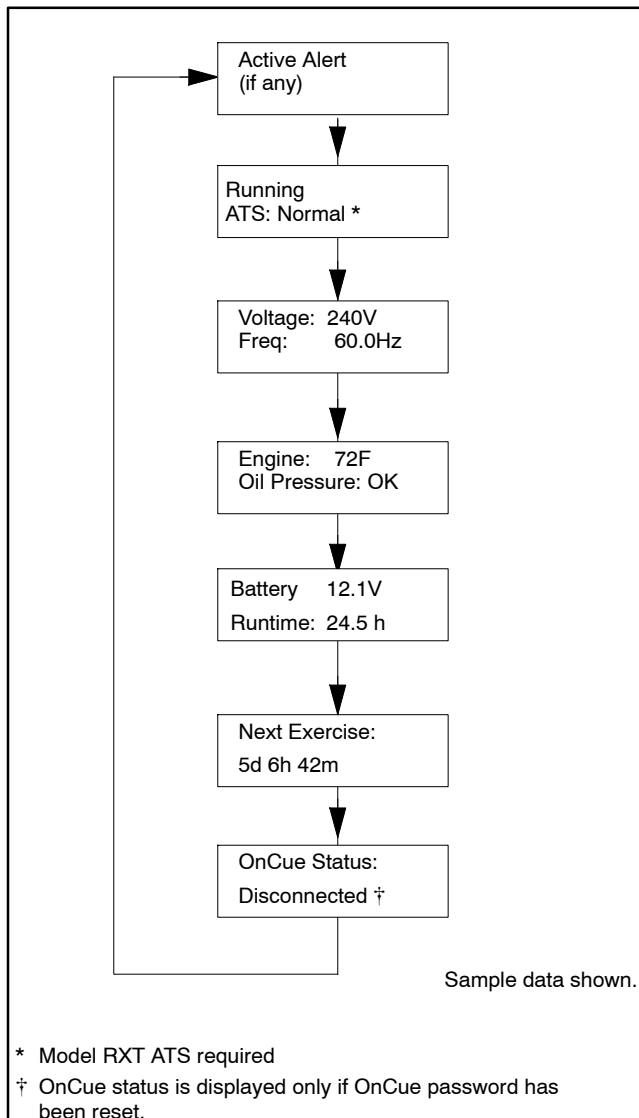 Active Alert
(if any)
Running
ATS: Normal *
Voltage: 240V
Freq: 60.0Hz
Engine: 72F
Oil Pressure: OK
Battery 12.1V
Runtime: 24.5 h
Next Exercise:
5d 6h 42m
OnCue Status:
Disconnected †
Sample data shown.
* Model RXT ATS required
† OnCue status is displayed only if OnCue password has
been reset.